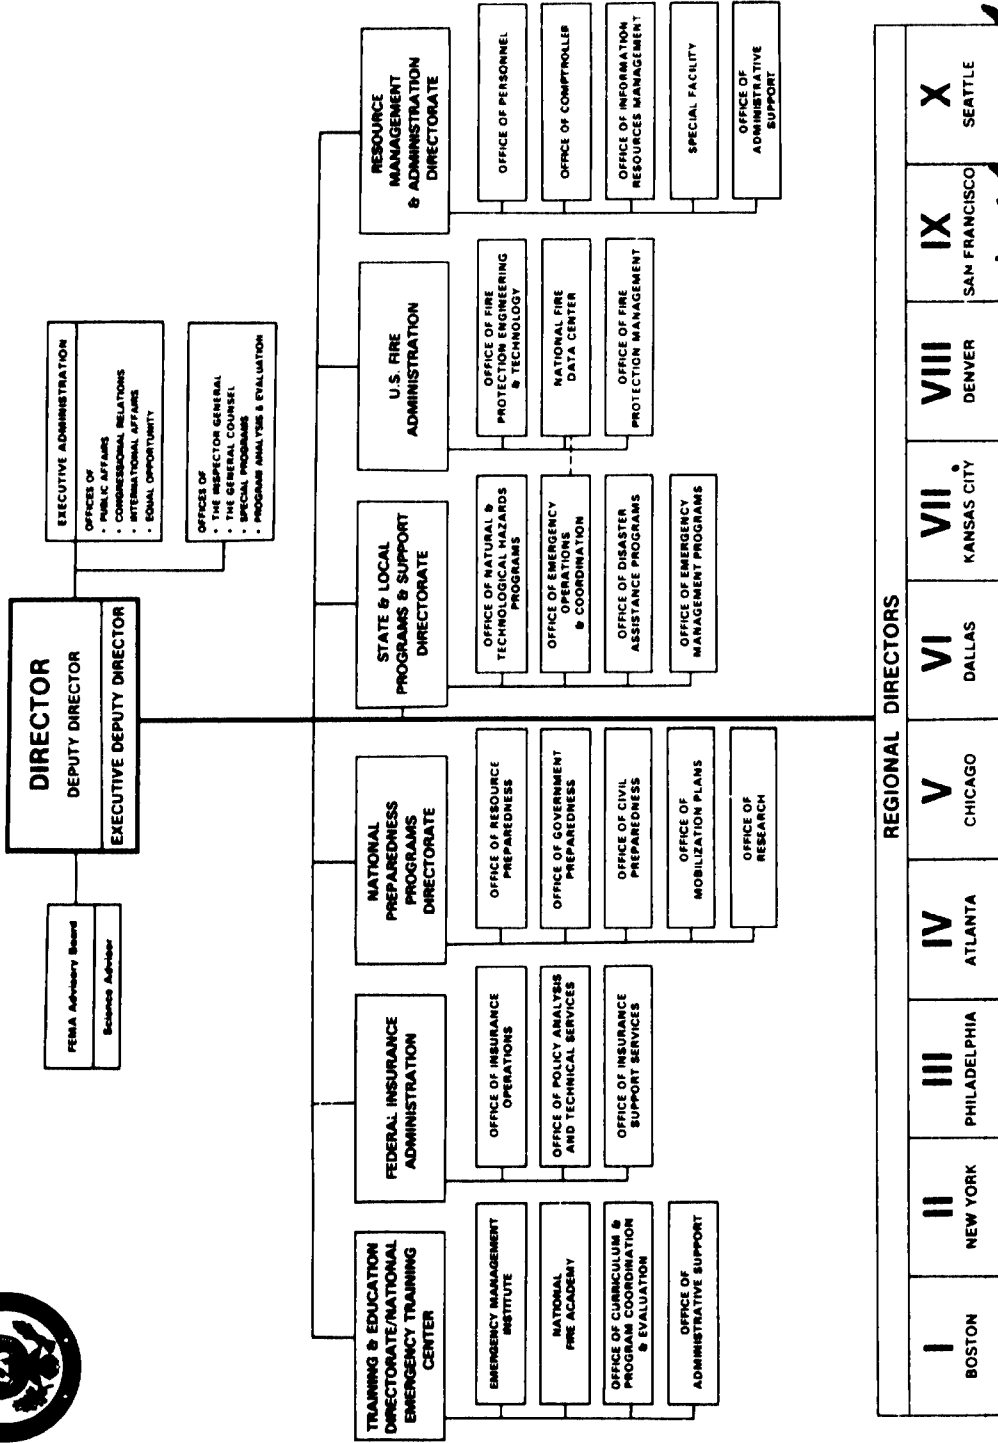 DIRECTOR
DEPUTY DIRECTOR
EXECUTIVE DEPUTY DIRECTOR
FEMA Advisory Board
Science Advisor
EXECUTIVE ADMINISTRATION
OFFICES OF
• PUBLIC AFFAIRS
• CONGRESSIONAL RELATIONS
• INTERNATIONAL AFFAIRS
• EQUAL OPPORTUNITY
OFFICES OF
• THE INSPECTOR GENERAL
• THE GENERAL COUNSEL
• SPECIAL PROGRAMS
• PROGRAM ANALYSIS & EVALUATION
TRAINING & EDUCATION
DIRECTORATE/NATIONAL
EMERGENCY TRAINING
CENTER
EMERGENCY MANAGEMENT
INSTITUTE
NATIONAL
FIRE ACADEMY
OFFICE OF CURRICULUM &
PROGRAM COORDINATION
& EVALUATION
OFFICE OF
ADMINISTRATIVE SUPPORT
FEDERAL INSURANCE
ADMINISTRATION
OFFICE OF INSURANCE
OPERATIONS
OFFICE OF POLICY ANALYSIS
AND TECHNICAL SERVICES
OFFICE OF INSURANCE
SUPPORT SERVICES
NATIONAL
PREPAREDNESS
PROGRAMS
DIRECTORATE
OFFICE OF RESOURCE
PREPAREDNESS
OFFICE OF GOVERNMENT
PREPAREDNESS
OFFICE OF CIVIL
PREPAREDNESS
OFFICE OF
MOBILIZATION PLANS
OFFICE OF
RESEARCH
STATE & LOCAL
PROGRAMS & SUPPORT
DIRECTORATE
OFFICE OF NATURAL &
TECHNOLOGICAL HAZARDS
PROGRAMS
OFFICE OF EMERGENCY
OPERATIONS
& COORDINATION
OFFICE OF DISASTER
ASSISTANCE PROGRAMS
OFFICE OF EMERGENCY
MANAGEMENT PROGRAMS
U.S. FIRE
ADMINISTRATION
OFFICE OF FIRE
PROTECTION ENGINEERING
& TECHNOLOGY
NATIONAL FIRE
DATA CENTER
OFFICE OF FIRE
PROTECTION MANAGEMENT
RESOURCE
MANAGEMENT
& ADMINISTRATION
DIRECTORATE
OFFICE OF PERSONNEL
OFFICE OF COMPTROLLER
OFFICE OF INFORMATION
RESOURCES MANAGEMENT
SPECIAL FACILITY
OFFICE OF
ADMINISTRATIVE
SUPPORT
REGIONAL DIRECTORS
I
BOSTON
II
NEW YORK
III
PHILADELPHIA
IV
ATLANTA
V
CHICAGO
VI
DALLAS
VII
KANSAS CITY
VIII
DENVER
IX
SAN FRANCISCO
X
SEATTLE